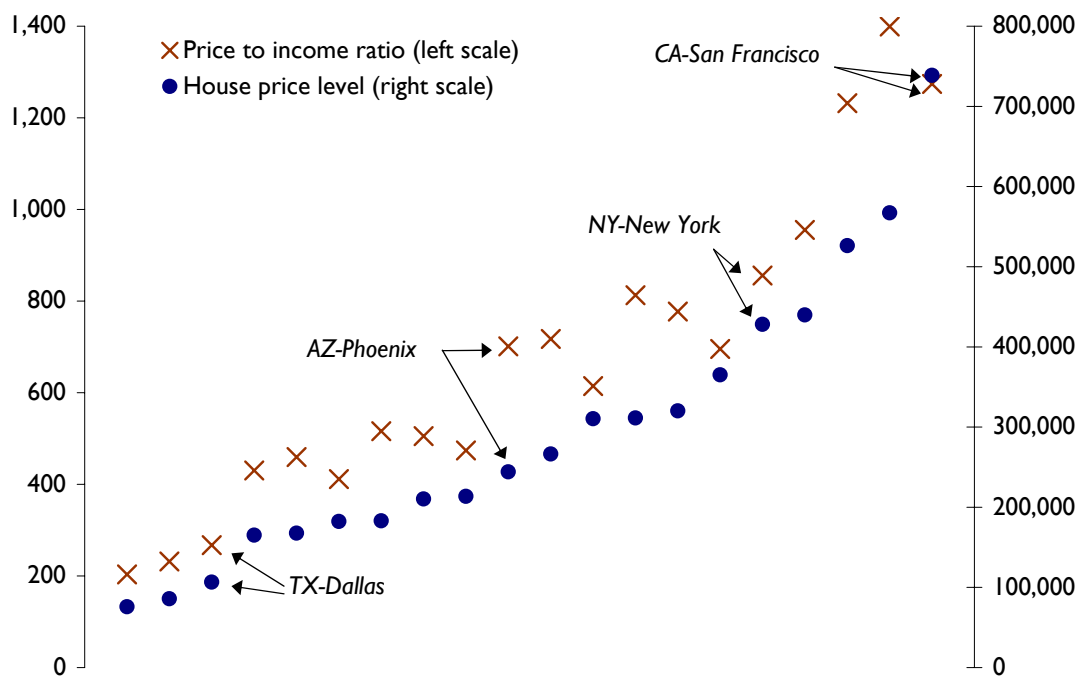 1,400
1,200
1,000
800
600
400
200
0
Price to income ratio (left scale)
House price level (right scale)
CA-San Francisco
NY-New York
AZ-Phoenix
TX-Dallas
800,000
700,000
600,000
500,000
400,000
300,000
200,000
100,000
0